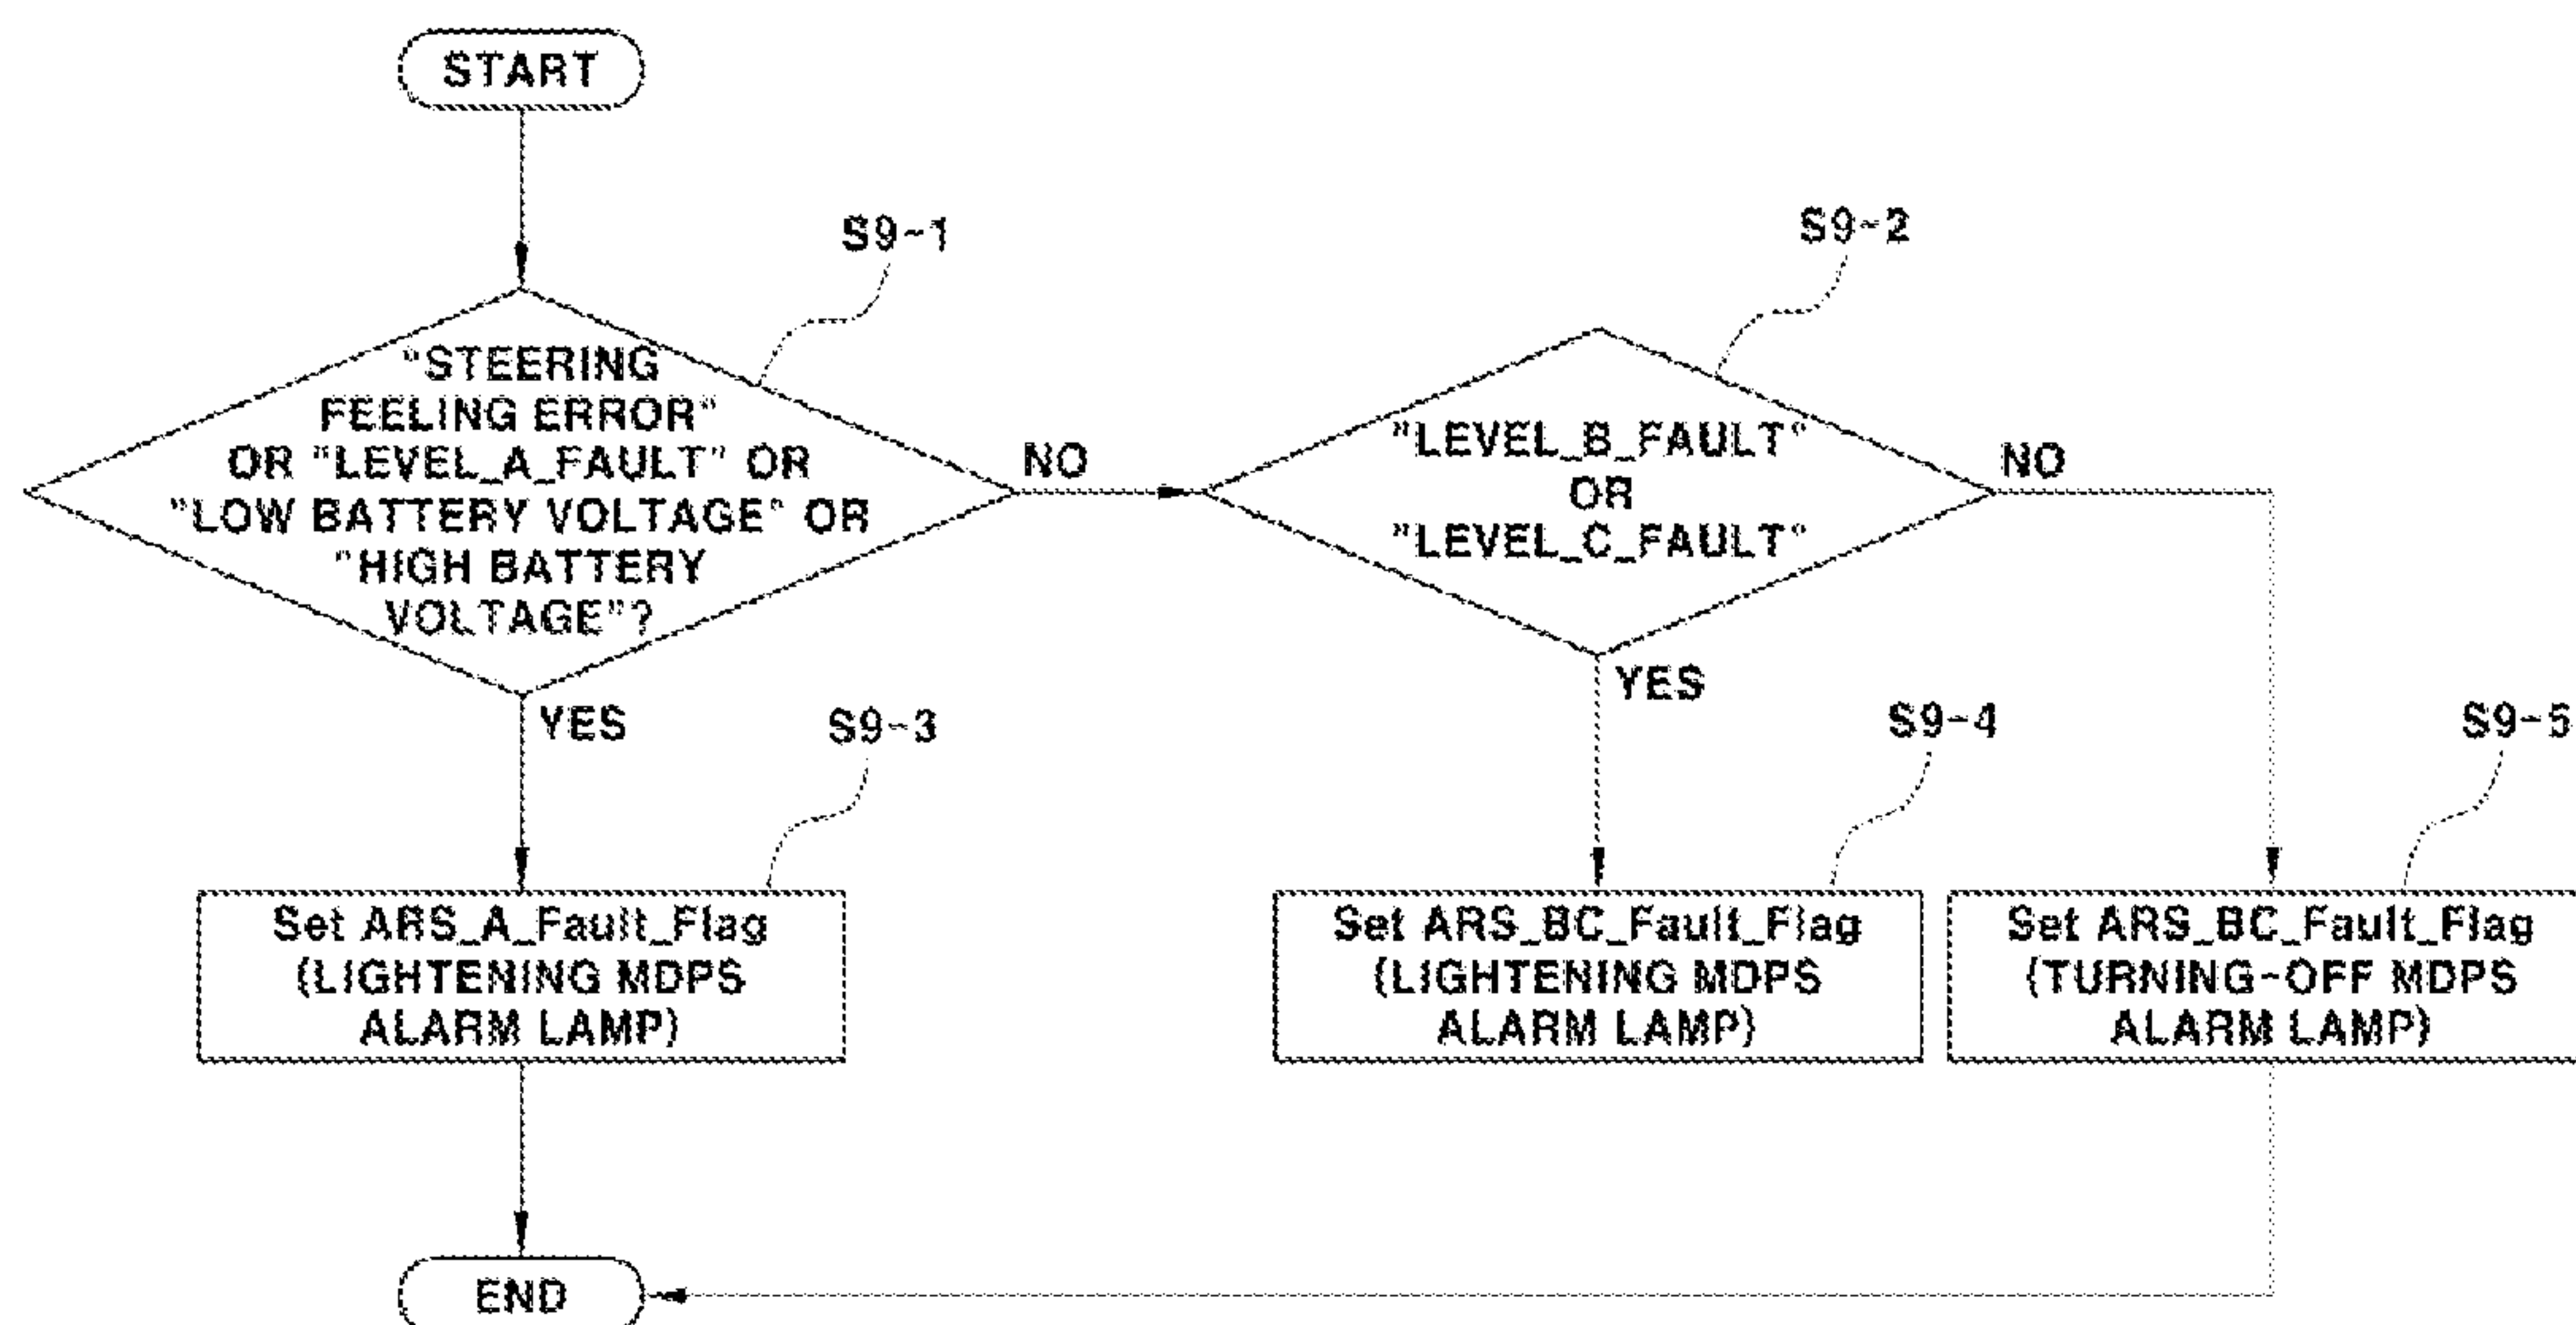 START
S9-1
S9-2
"STEERING
FEELING ERROR"
OR "LEVEL_A_FAULT" OR
"LOW BATTERY VOLTAGE" OR
"HIGH BATTERY
VOLTAGE"?
NO
"LEVEL_B_FAULT"
OR
"LEVEL_C_FAULT"
NO
YES
YES
S9-3
S9-4
S9-5
Set ARS_A_Fault_Flag
(LIGHTENING MDPS
ALARM LAMP)
Set ARS_BC_Fault_Flag
(LIGHTENING MDPS
ALARM LAMP)
Set ARS_BC_Fault_Flag
(TURNING-OFF MDPS
ALARM LAMP)
END